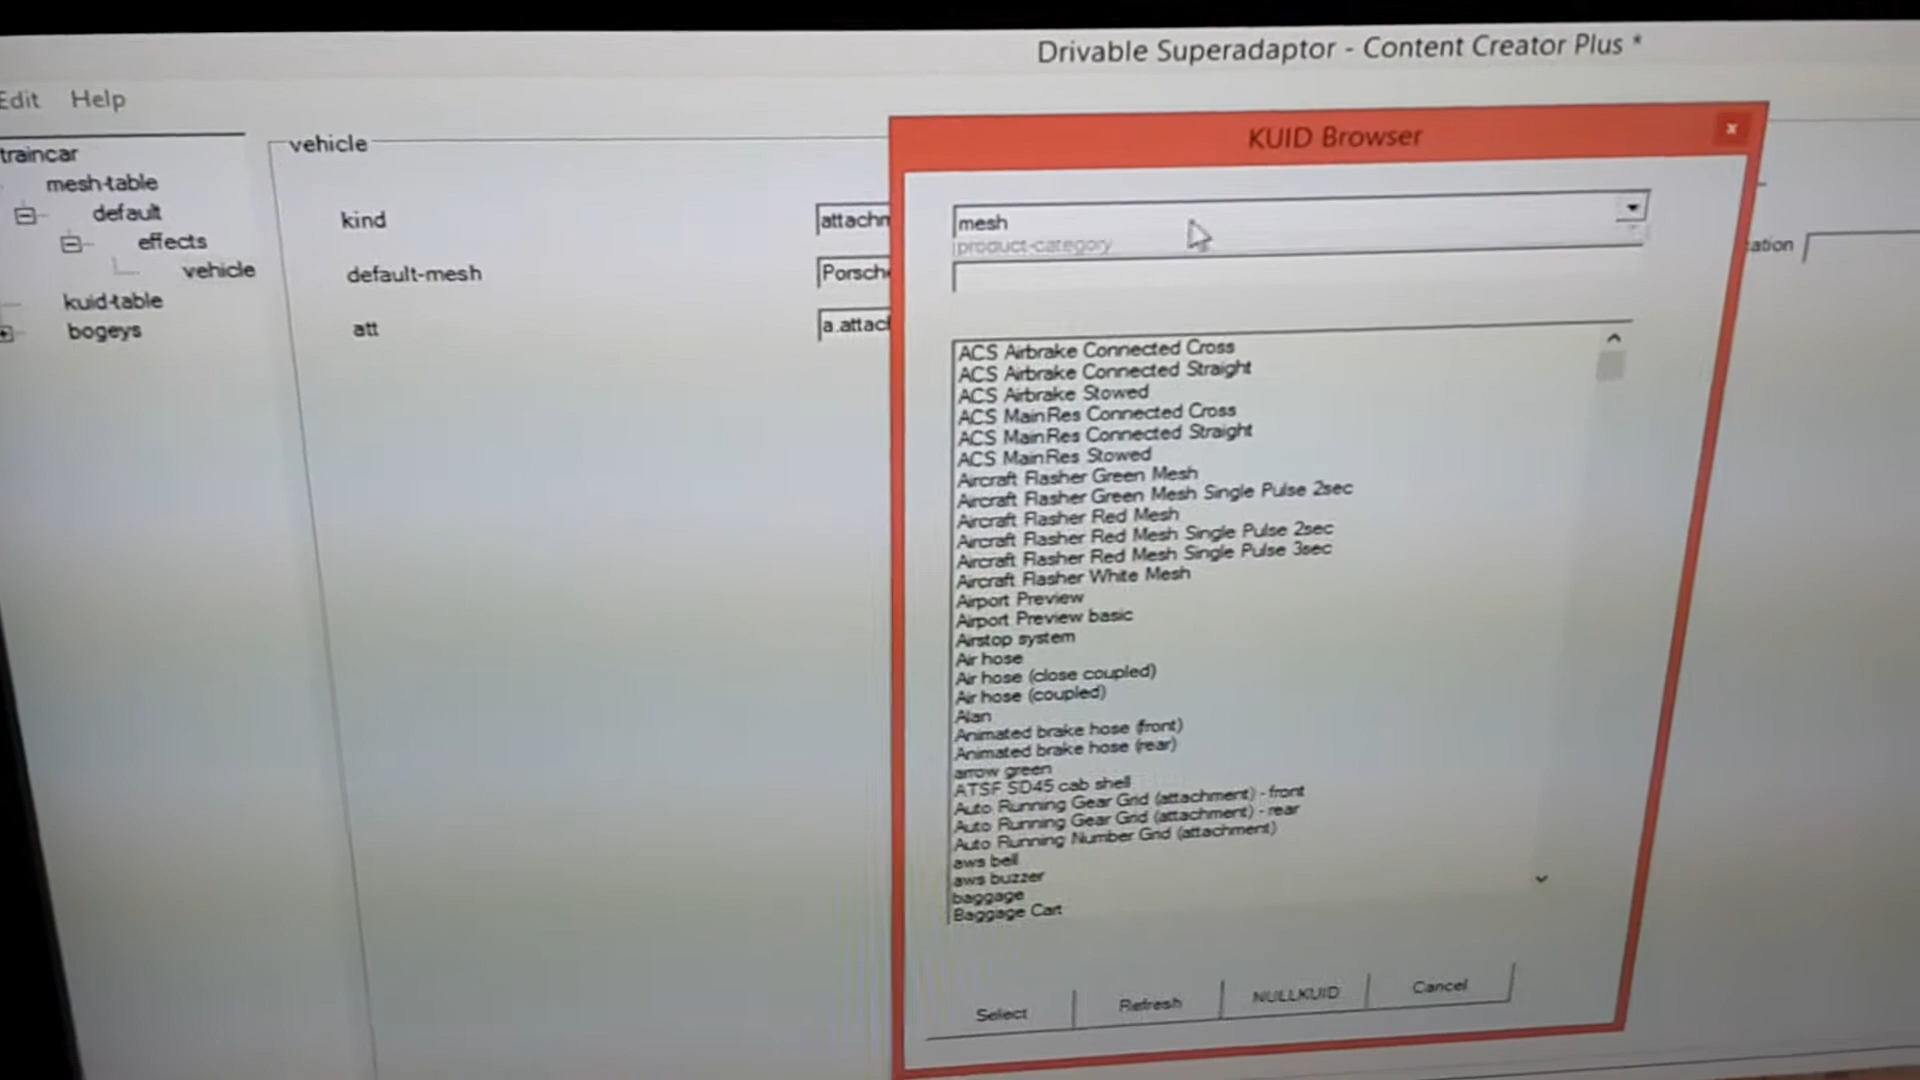 Drivable Superadaptor - Content Creator Plus *
Edit Help
traincar
mesh-table
default
effects
vehicle
kuid-table
bogeys
vehicle
kind
attachm
default-mesh
Porsche
att
a.attach
KUID Browser
x
mesh
product-category
ation
ACS Airbrake Connected Cross
ACS Airbrake Connected Straight
ACS Airbrake Stowed
ACS MainRes Connected Cross
ACS MainRes Connected Straight
ACS MainRes Stowed
Aircraft Flasher Green Mesh
Aircraft Flasher Green Mesh Single Pulse 2sec
Aircraft Flasher Red Mesh
Aircraft Flasher Red Mesh Single Pulse 2sec
Aircraft Flasher Red Mesh Single Pulse 3sec
Aircraft Flasher White Mesh
Airport Preview
Airport Preview basic
Airstop system
Air hose
Air hose (close coupled)
Air hose (coupled)
Alan
Animated brake hose (front)
Animated brake hose (rear)
arrow green
ATSF SD45 cab shell
Auto Running Gear Grid (attachment) - front
Auto Running Gear Grid (attachment) - rear
Auto Running Number Grid (attachment)
aws bell
aws buzzer
baggage
Baggage Cart
Select Refresh NULLKUID Cancel